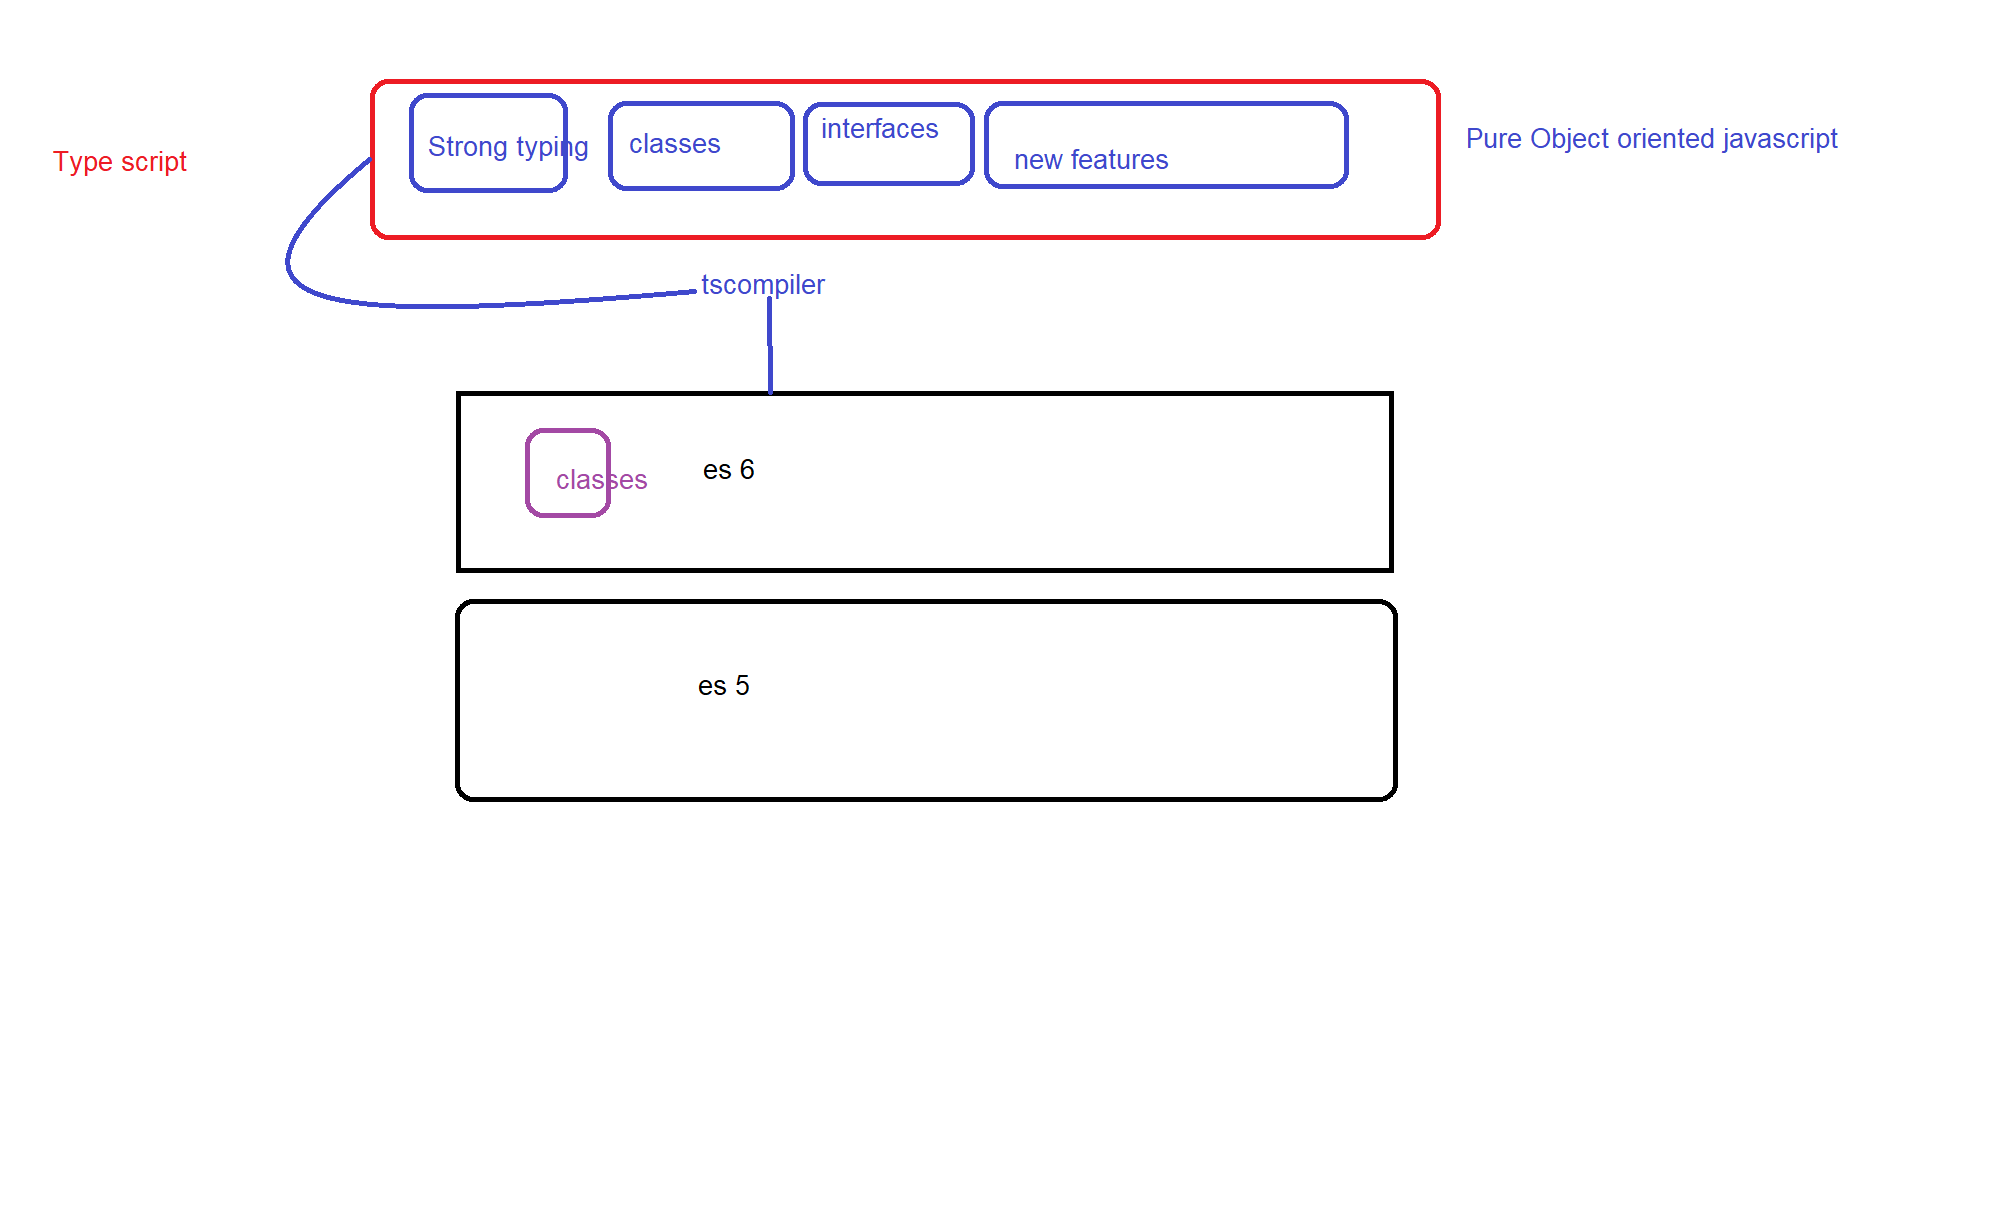 Type script
Strong typing
classes
interfaces
new features
Pure Object oriented javascript
tscompiler
classes
es 6
es 5